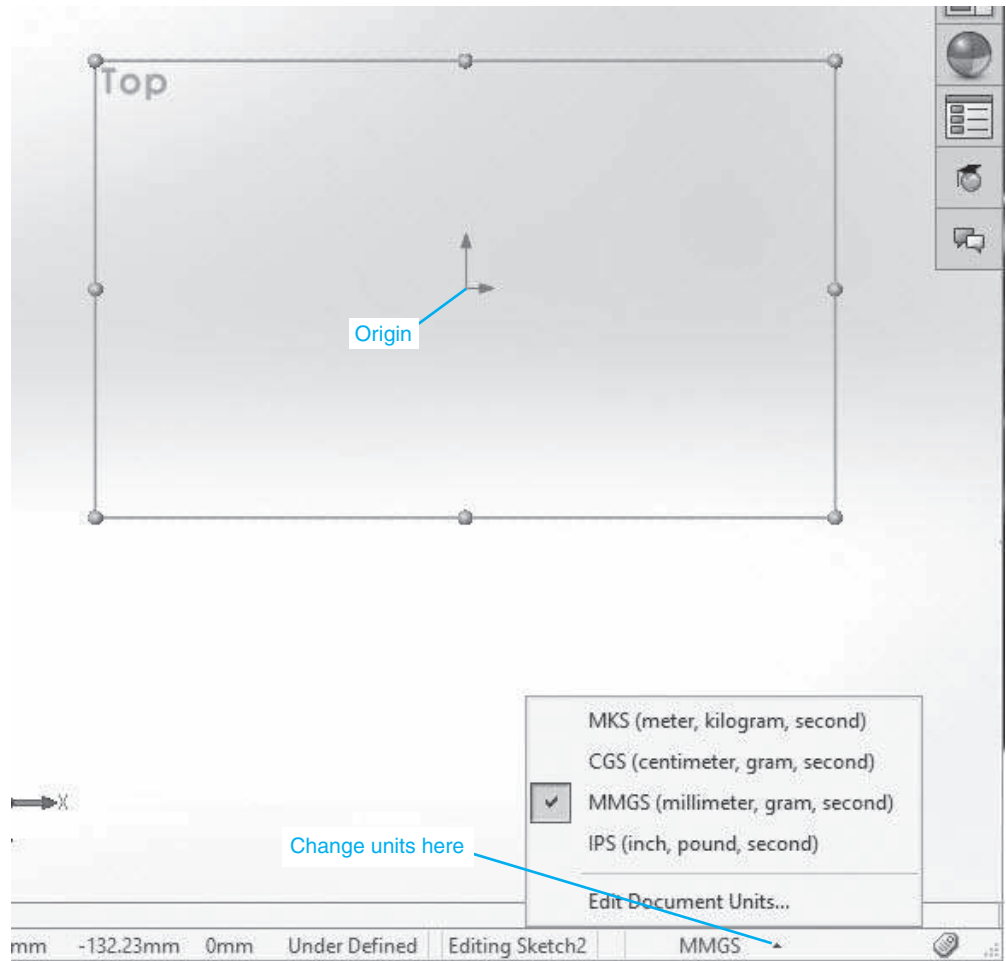 Top
Origin
MKS (meter, kilogram, second)
CGS (centimeter, gram, second)
X
MMGS (millimeter, gram, second)
Change units here
IPS (inch, pound, second)
Edit Document Units...
mm -132.23mm 0mm Under Defined Editing Sketch2 MMGS